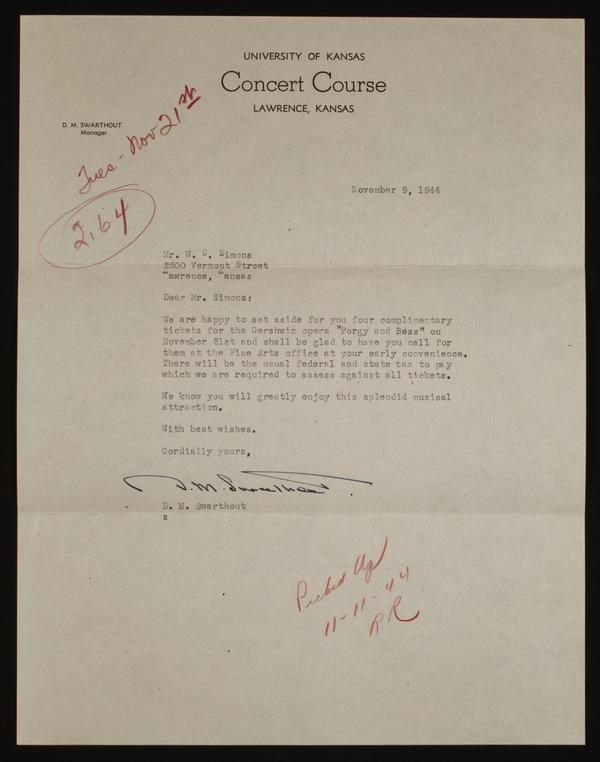 UNIVERSITY OF KANSAS
Concert Course
LAWRENCE, KANSAS
D. M. SWARTHOUT
Manager
Tues - Nov 21st
2.64
November 9, 1944
Mr. W. C. Simons
2500 Vermont Street
Lawrence, Kansas
Dear Mr. Simons:
We are happy to set aside for you four complimentary
tickets for the Gershwin opera "Porgy and Bess" on
November 21st and shall be glad to have you call for
them at the Fine Arts office at your early convenience.
There will be the usual federal and state tax to pay
which we are required to assess against all tickets.
We know you will greatly enjoy this splendid musical
attraction.
With best wishes.
Cordially yours,
D. M. Swarthout
D. M. Swarthout
s
Picked Up
11-11-44
RR